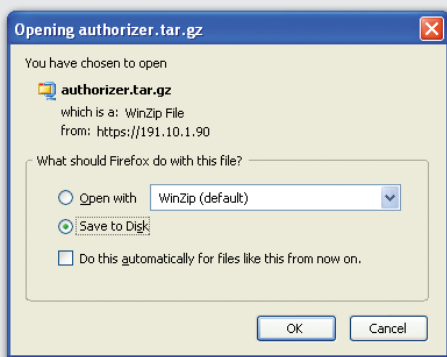 Opening authorizer.tar.gz
You have chosen to open
authorizer.tar.gz
which is a: WinZip File
from: https://191.10.1.90
What should Firefox do with this file?
Open with WinZip (default)
Save to Disk
Do this automatically for files like this from now on.
OK Cancel